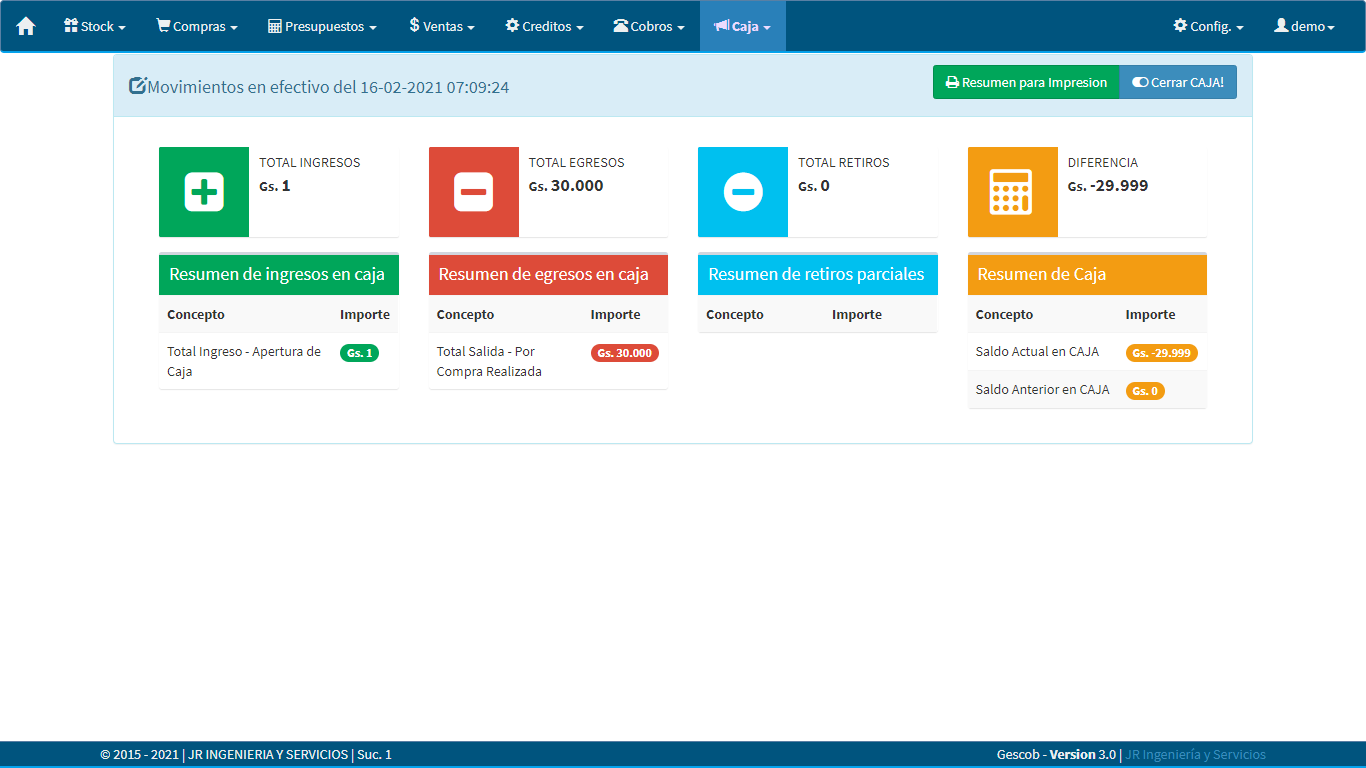 Stock Compras Presupuestos Ventas Creditos Cobros Caja Config. demo
Movimientos en efectivo del 16-02-2021 07:09:24
Resumen para Impresion Cerrar CAJA!
TOTAL INGRESOS
Gs. 1
TOTAL EGRESOS
Gs. 30.000
TOTAL RETIROS
Gs. 0
DIFERENCIA
Gs. -29.999
Resumen de ingresos en caja
Concepto Importe
Total Ingreso - Apertura de Gs. 1
Caja
Resumen de egresos en caja
Concepto Importe
Total Salida - Por Gs. 30.000
Compra Realizada
Resumen de retiros parciales
Concepto Importe
Resumen de Caja
Concepto Importe
Saldo Actual en CAJA Gs. -29.999
Saldo Anterior en CAJA Gs. 0
© 2015 - 2021 | JR INGENIERIA Y SERVICIOS | Suc. 1
Gescob - Version 3.0 | JR Ingeniería y Servicios